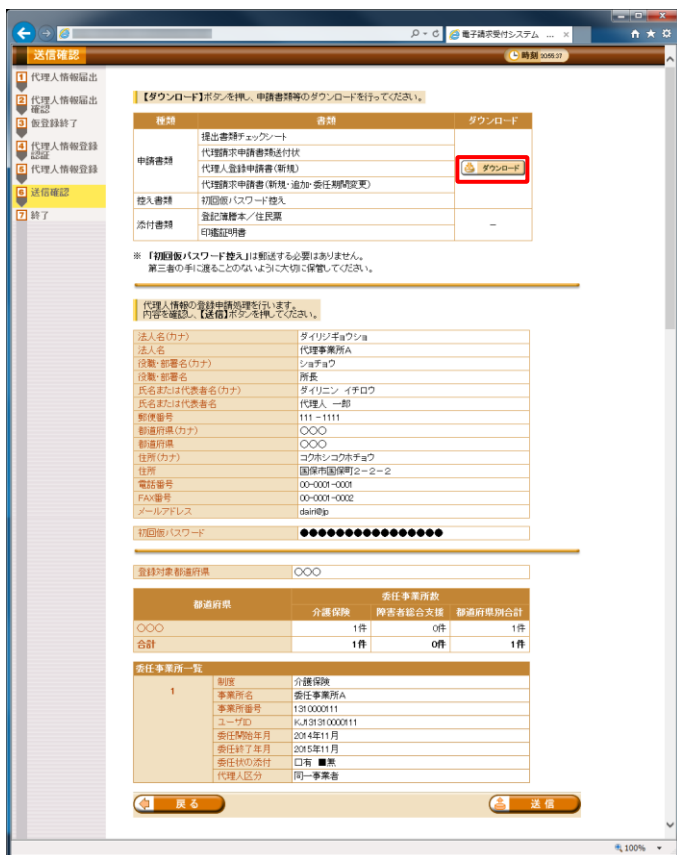 電子請求受付システム ... ×
送信確認
時刻 20:55:37
1 代理人情報届出
2 代理人情報届出
確認
3 仮登録終了
4 代理人情報登録
認証
5 代理人情報登録
6 送信確認
7 終了
【ダウンロード】ボタンを押し、申請書類等のダウンロードを行ってください。
種類 書類 ダウンロード
申請書類 提出書類チェックシート
代理請求申請書類送付状
代理人登録申請書(新規)
代理請求申請書(新規・追加・委任期間変更)
ダウンロード
控え書類 初回仮パスワード控え
添付書類 登記簿謄本/住民票
印鑑証明書
－
※ 「初回仮パスワード控え」は郵送する必要はありません。
第三者の手に渡ることのないように大切に保管してください。
代理人情報の登録申請処理を行います。
内容を確認し、【送信】ボタンを押してください。
法人名(カナ) ダイリジギョウショ
法人名 代理事業所A
役職・部署名(カナ) ショチョウ
役職・部署名 所長
氏名または代表者名(カナ) ダイリニン イチロウ
氏名または代表者名 代理人 一郎
郵便番号 111－1111
都道府県(カナ) ○○○
都道府県 ○○○
住所(カナ) コクホシコクホチョウ
住所 国保市国保町2－2－2
電話番号 00-0001-0001
FAX番号 00-0001-0002
メールアドレス dairi@jp
初回仮パスワード ●●●●●●●●●●●●●●●●
登録対象都道府県 ○○○
都道府県 委任事業所数
介護保険 障害者総合支援 都道府県別合計
○○○ 1件 0件 1件
合計 1件 0件 1件
委任事業所一覧
1 制度 介護保険
事業所名 委任事業所A
事業所番号 1310000111
ユーザID KJ131310000111
委任開始年月 2014年11月
委任終了年月 2015年11月
委任状の添付 □有 ■無
代理人区分 同一事業者
戻る 送信
100%